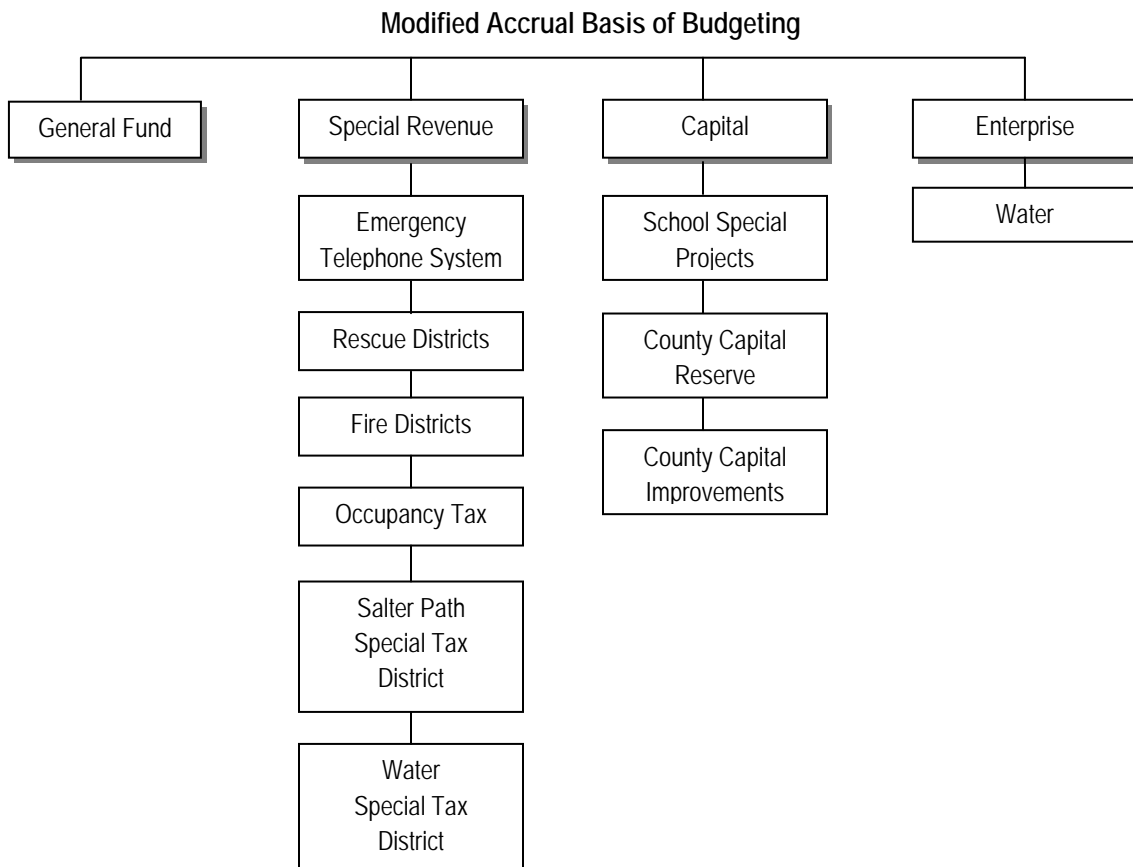 Modified Accrual Basis of Budgeting
General Fund
Special Revenue
Capital
Enterprise
Emergency
Telephone System
Rescue Districts
Fire Districts
Occupancy Tax
Salter Path
Special Tax
District
Water
Special Tax
District
School Special
Projects
County Capital
Reserve
County Capital
Improvements
Water